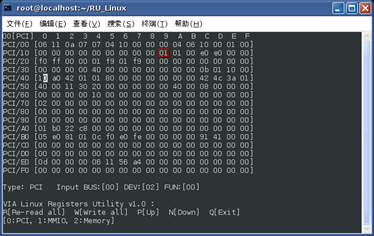 root@localhost:~/RU_Linux
文件(F) 编辑(E) 查看(V) 搜索(S) 终端(T) 帮助(H)
00[PCI] 0 1 2 3 4 5 6 7 8 9 A B C D E F
PCI/00 [06 11 0a 07 07 04 10 00 00 00 04 06 10 00 01 00]
PCI/10 [00 00 00 00 00 00 00 00 00 01 01 00 e0 e0 00 00]
PCI/20 [f0 ff 00 00 01 f9 01 f9 00 00 00 00 00 00 00 00]
PCI/30 [00 00 00 00 40 00 00 00 00 00 00 00 0b 01 10 00]
PCI/40 [10 a0 42 01 01 80 00 00 00 00 00 00 42 4c 3a 01]
PCI/50 [40 00 11 30 20 00 00 00 00 00 40 00 08 00 00 00]
PCI/60 [00 00 00 10 00 00 00 00 00 00 00 00 00 00 00 00]
PCI/70 [02 00 00 00 00 00 00 00 00 00 00 00 00 00 00 00]
PCI/80 [00 00 00 00 00 00 00 00 00 00 00 00 00 00 00 00]
PCI/90 [00 00 00 00 00 00 00 00 00 00 00 00 00 00 00 00]
PCI/A0 [01 b0 22 c8 00 00 00 00 00 00 00 00 00 00 00 00]
PCI/B0 [05 e0 81 01 0c f0 e0 fe 00 00 00 00 91 41 00 00]
PCI/C0 [00 00 00 00 00 00 00 00 00 00 00 00 00 00 00 00]
PCI/D0 [00 00 00 00 00 00 00 00 00 00 00 00 00 00 00 00]
PCI/E0 [0d 00 00 00 06 11 56 a4 00 00 00 00 00 00 00 00]
PCI/F0 [00 00 00 00 00 00 00 00 00 00 00 00 00 00 00 00]
Type: PCI Input BUS:[00] DEV:[02] FUN:[00]
VIA Linux Registers Utility v1.0 :
R[Re-read all] W[Write all] P[Up] N[Down] Q[Exit]
[0:PCI, 1:MMIO, 2:Memory]